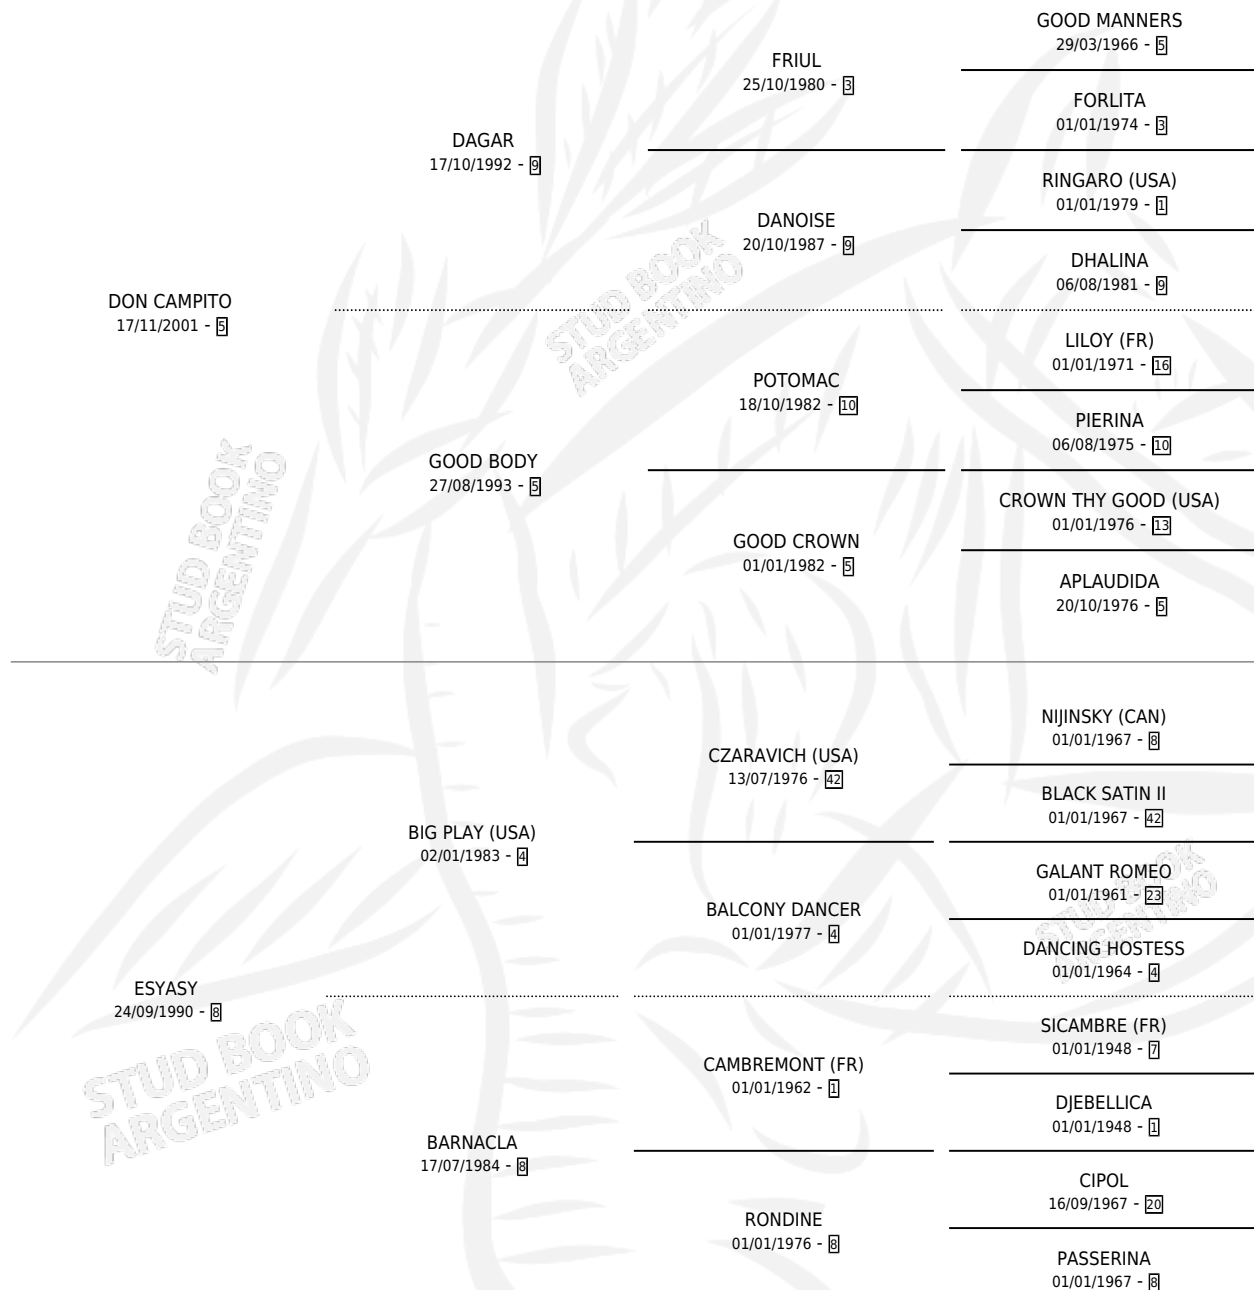 GOOD MANNERS
29/03/1966 - 5
FRIUL
25/10/1980 - 3
FORLITA
01/01/1974 - 3
DAGAR
17/10/1992 - 9
RINGARO (USA)
01/01/1979 - 1
DANOISE
20/10/1987 - 9
DHALINA
06/08/1981 - 9
DON CAMPITO
17/11/2001 - 5
STUD BOOK
ARGENTINO
LILOY (FR)
01/01/1971 - 16
POTOMAC
18/10/1982 - 10
PIERINA
06/08/1975 - 10
GOOD BODY
27/08/1993 - 5
CROWN THY GOOD (USA)
01/01/1976 - 13
GOOD CROWN
01/01/1982 - 5
APLAUDIDA
20/10/1976 - 5
STUD BOOK
ARGENTINO
NIJINSKY (CAN)
01/01/1967 - 8
CZARAVICH (USA)
13/07/1976 - 42
BLACK SATIN II
01/01/1967 - 42
BIG PLAY (USA)
02/01/1983 - 4
GALANT ROMEO
01/01/1961 - 23
BALCONY DANCER
01/01/1977 - 4
STUD BOOK
ARGENTINO
DANCING HOSTESS
01/01/1964 - 4
ESYASY
24/09/1990 - 8
STUD BOOK
ARGENTINO
SICAMBRE (FR)
01/01/1948 - 7
CAMBREMONT (FR)
01/01/1962 - 1
DJEBELLICA
01/01/1948 - 1
BARNACLA
17/07/1984 - 8
CIPOL
16/09/1967 - 20
RONDINE
01/01/1976 - 8
PASSERINA
01/01/1967 - 8